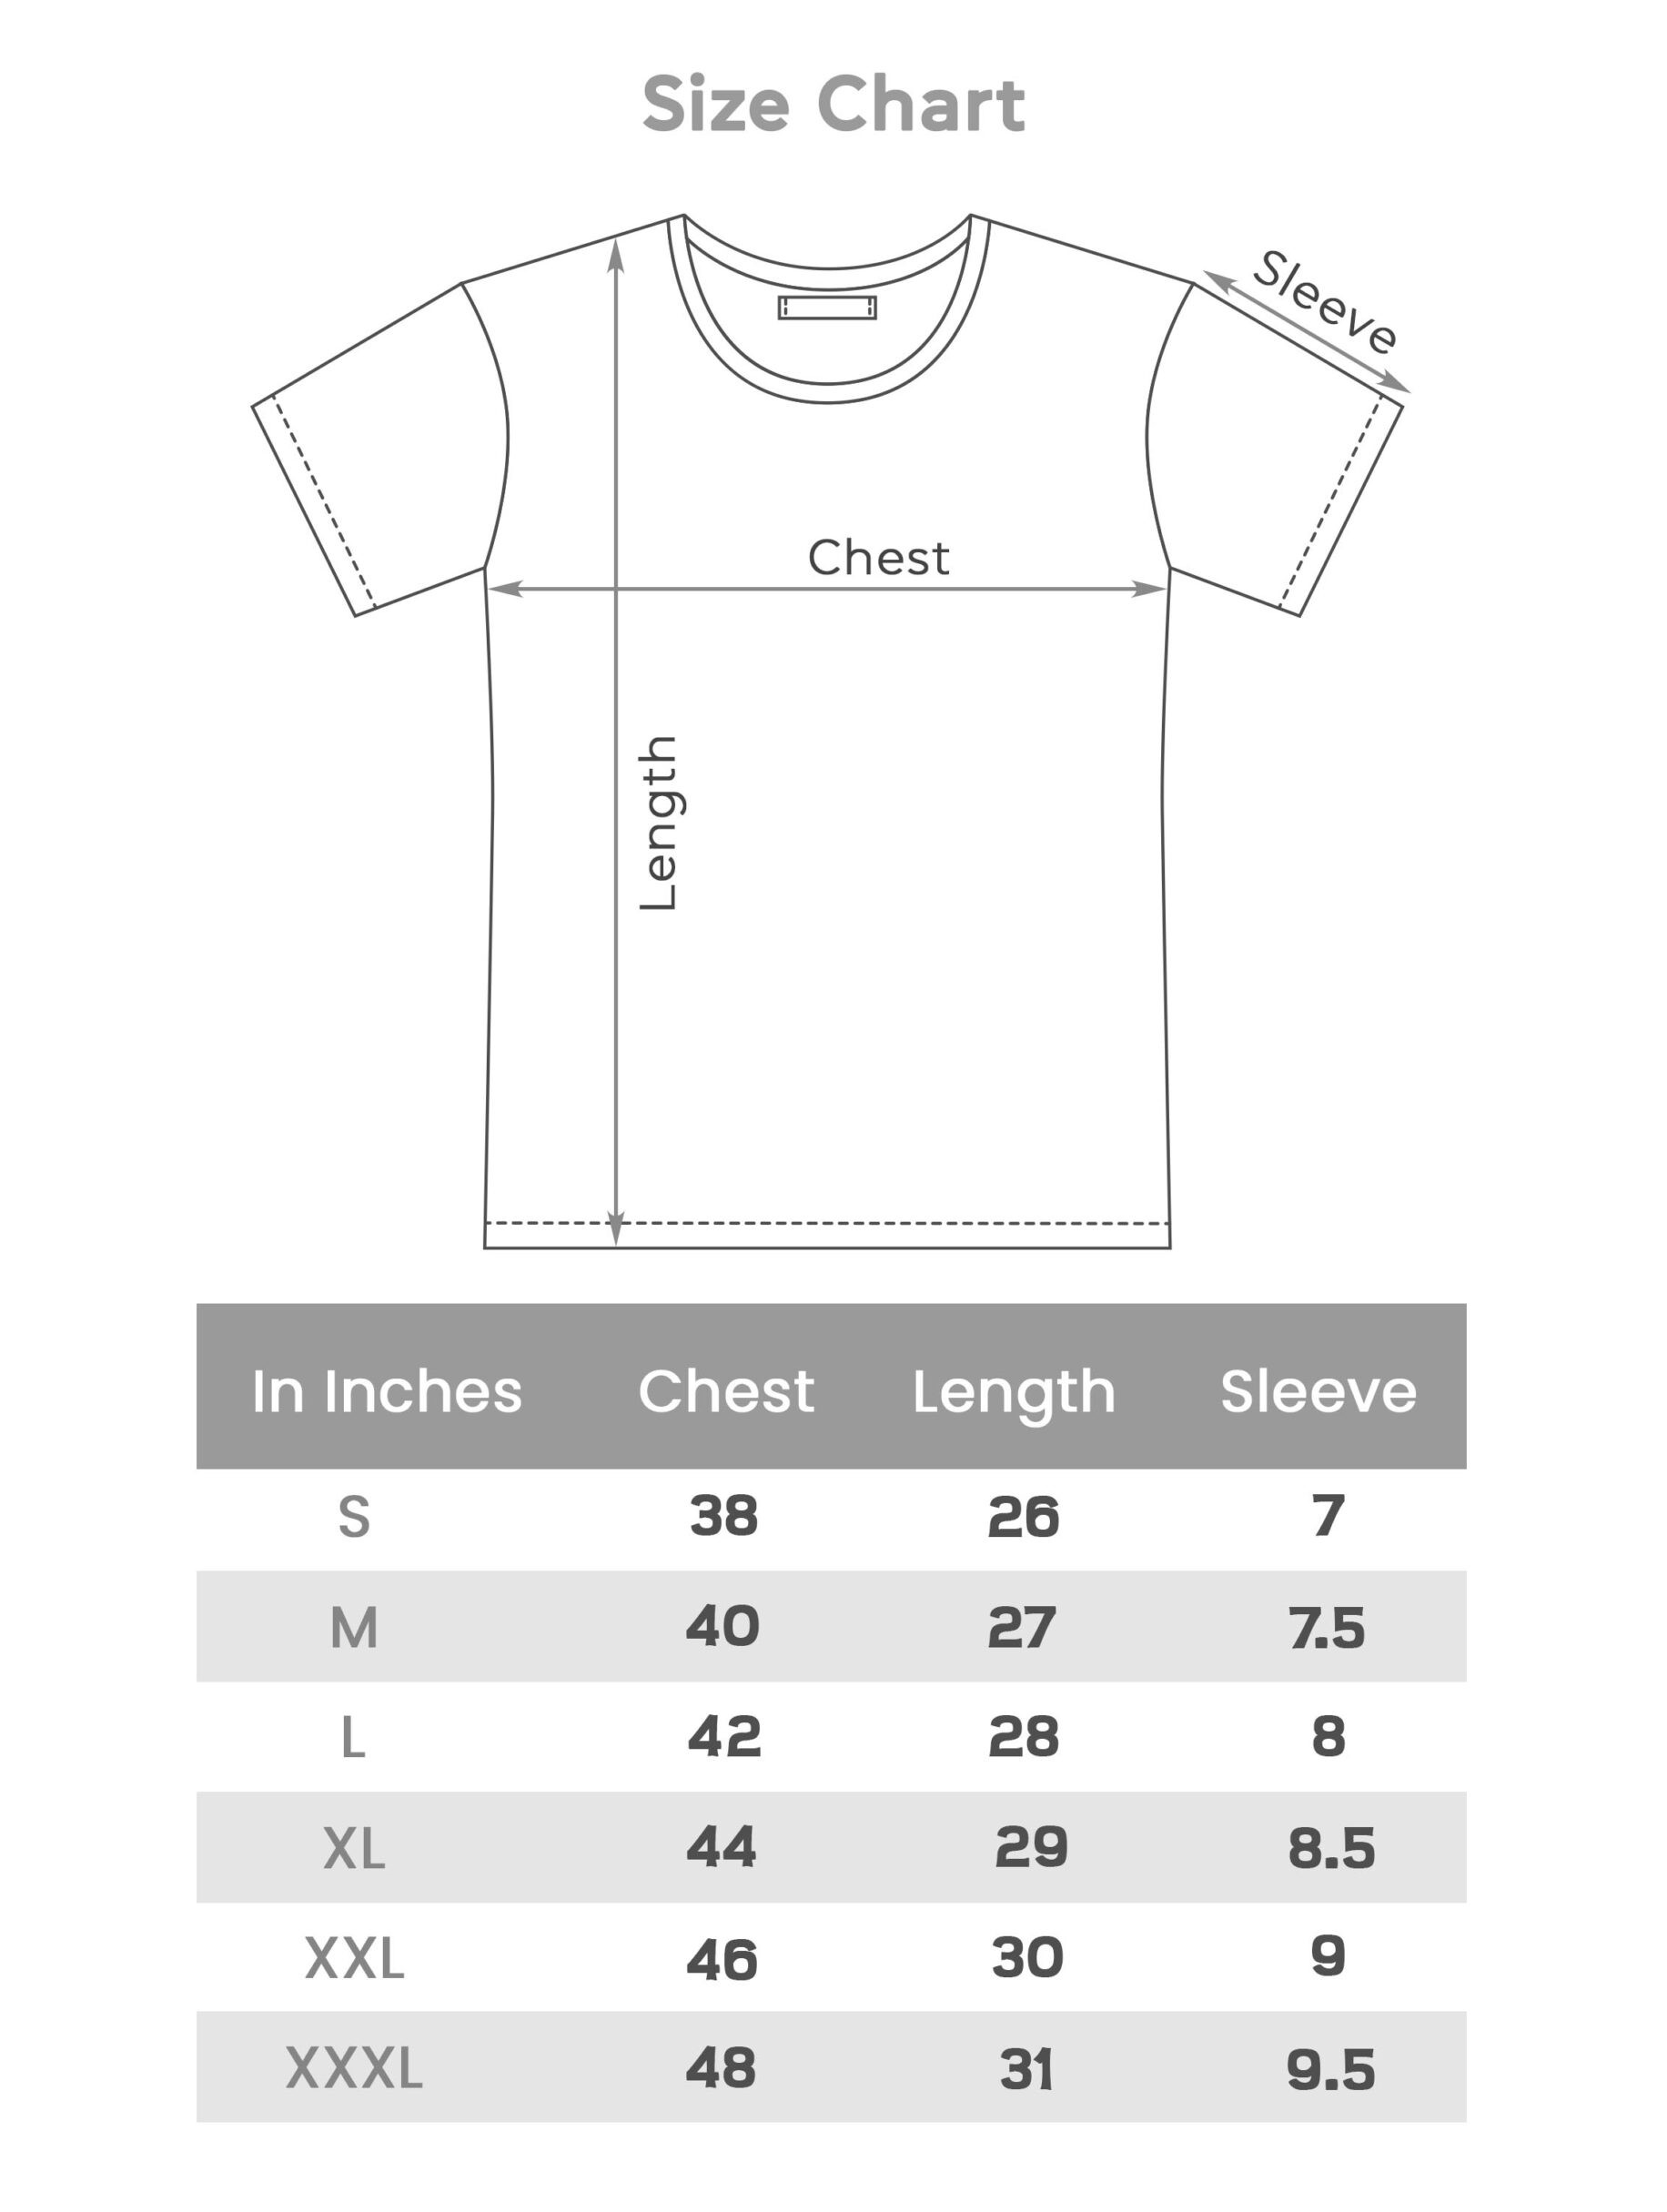 Size Chart
Sleeve
Chest
Length
In Inches Chest Length Sleeve
S 38 26 7
M 40 27 7.5
L 42 28 8
XL 44 29 8.5
XXL 46 30 9
XXXL 48 31 9.5